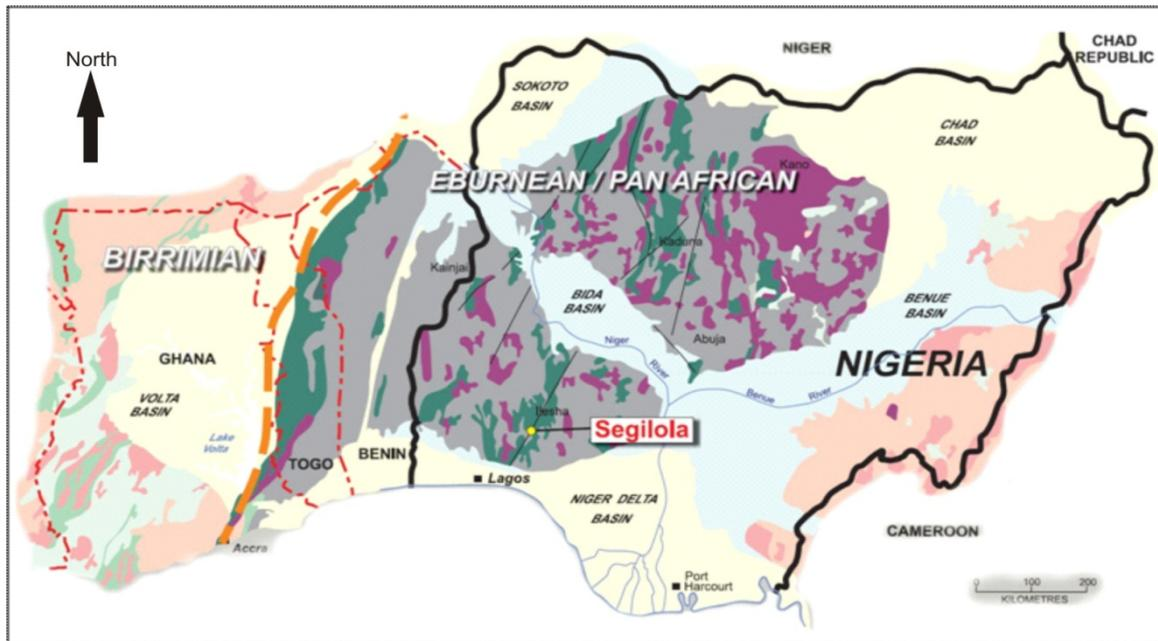 North
NIGER
CHAD
REPUBLIC
SOKOTO
BASIN
CHAD
BASIN
Kano
EBURNEAN / PAN AFRICAN
BIRRIMIAN
Kaduna
Kainjai
BIDA
BASIN
BENUE
BASIN
Niger
River
Abuja
GHANA
NIGERIA
VOLTA
BASIN
Benue River
Ilesha
Segilola
Lake
Volta
TOGO
BENIN
Lagos
NIGER DELTA
BASIN
CAMEROON
Accra
Port
Harcourt
0 100 200
KILOMETRES